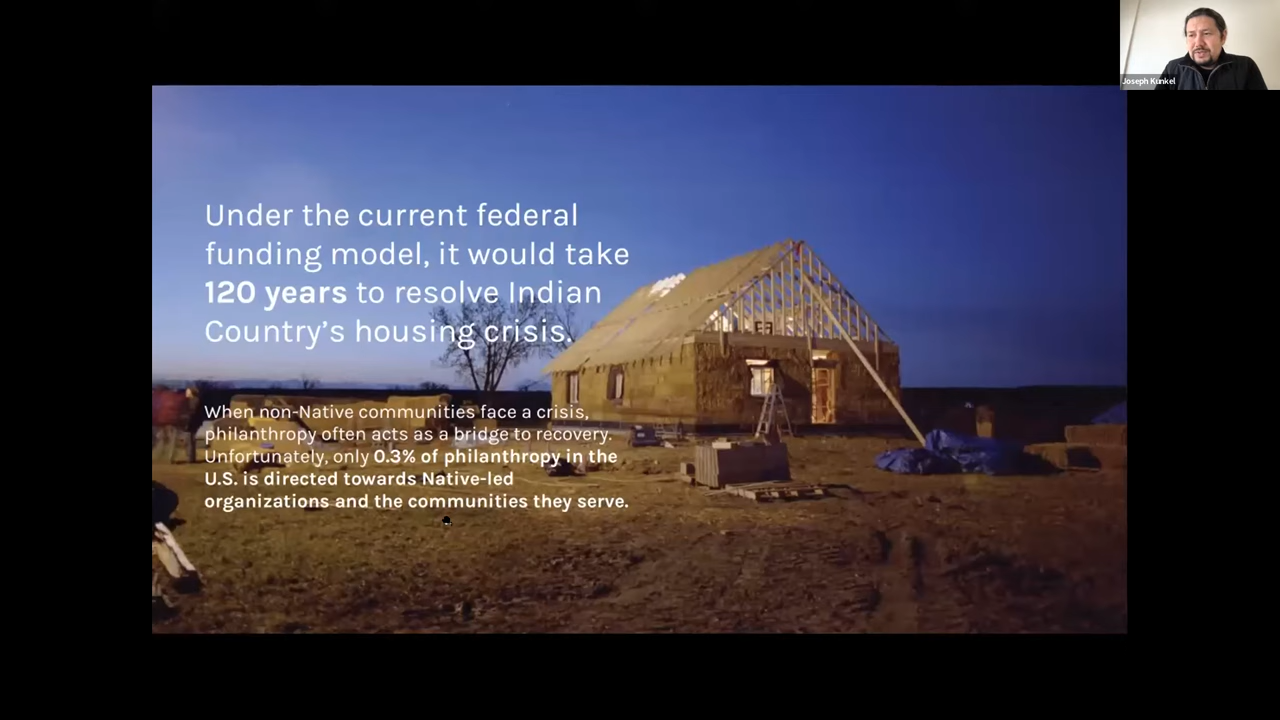 Joseph Kunkel
Under the current federal
funding model, it would take
120 years to resolve Indian
Country's housing crisis.
When non-Native communities face a crisis,
philanthropy often acts as a bridge to recovery.
Unfortunately, only 0.3% of philanthropy in the
U.S. is directed towards Native-led
organizations and the communities they serve.